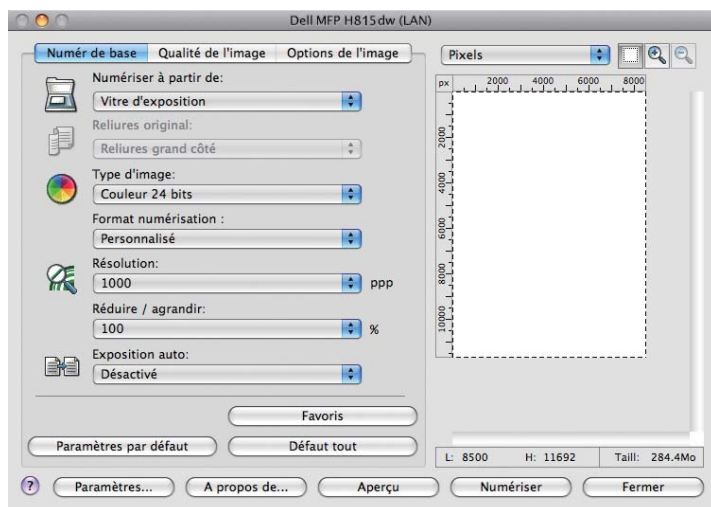 Dell MFP H815dw (LAN)
Numér de base
Qualité de l'image
Options de l'image
Numériser à partir de:
Vitre d'exposition
Reliures original:
Reliures grand côté
Type d'image:
Couleur 24 bits
Format numérisation :
Personnalisé
Résolution:
1000 ppp
Réduire / agrandir:
100 %
Exposition auto:
Désactivé
Favoris
Paramètres par défaut
Défaut tout
Pixels
px 2000 4000 6000 8000
2000
4000
6000
8000
10000
L: 8500 H: 11692 Taill: 284.4Mo
? Paramètres... A propos de... Aperçu Numériser Fermer